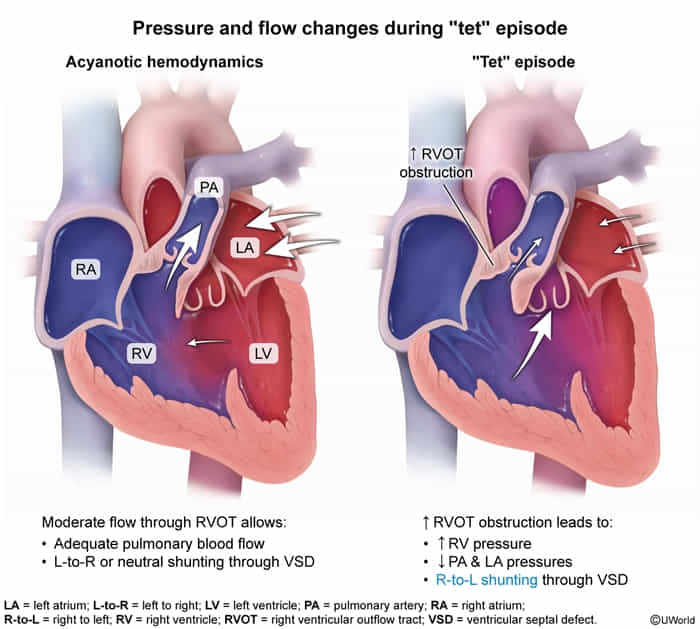 Pressure and flow changes during "tet" episode
Acyanotic hemodynamics
PA
LA
RA
RV
LV
Moderate flow through RVOT allows:
• Adequate pulmonary blood flow
• L-to-R or neutral shunting through VSD
"Tet" episode
↑ RVOT
obstruction
↑ RVOT obstruction leads to:
• ↑ RV pressure
• ↓ PA & LA pressures
• R-to-L shunting through VSD
LA = left atrium; L-to-R = left to right; LV = left ventricle; PA = pulmonary artery; RA = right atrium;
R-to-L = right to left; RV = right ventricle; RVOT = right ventricular outflow tract; VSD = ventricular septal defect.
©UWorld